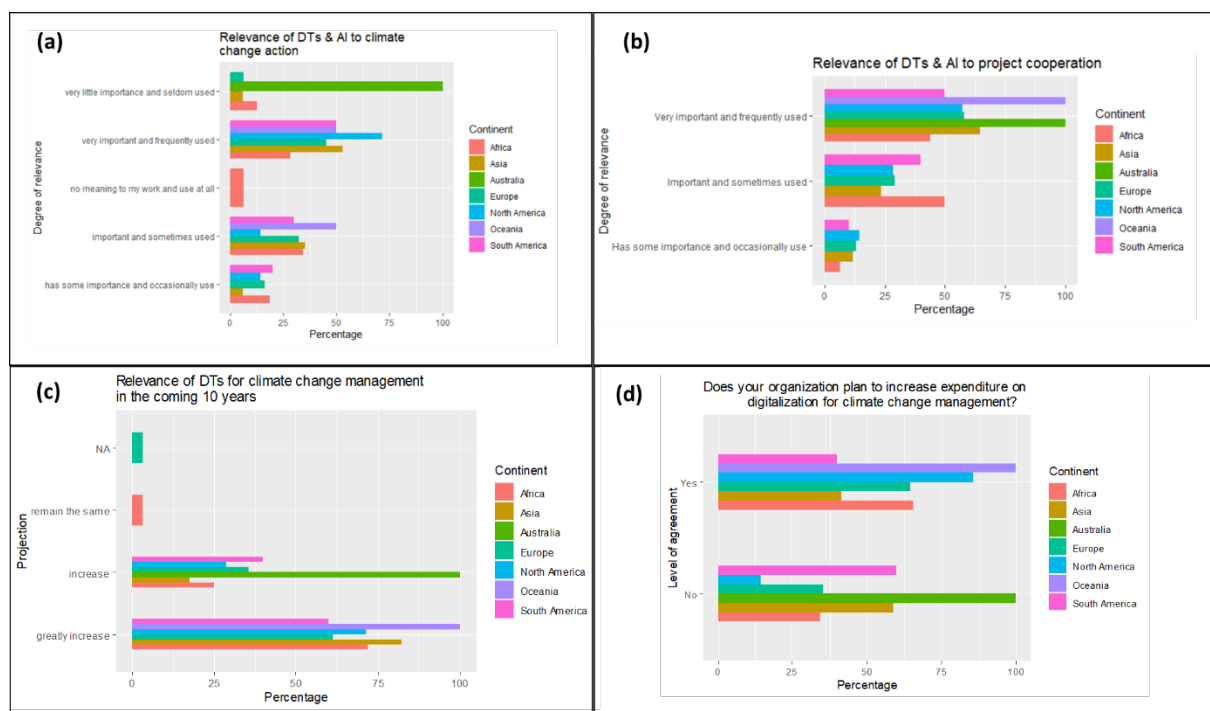 (a)
Relevance of DTs & AI to climate
change action
very little importance and seldom used
very important and frequently used
no meaning to my work and use at all
important and sometimes used
has some importance and occasionally use
Degree of relevance
0 25 50 75 100
Percentage
Continent
Africa
Asia
Australia
Europe
North America
Oceania
South America
(b)
Relevance of DTs & AI to project cooperation
Very important and frequently used
Important and sometimes used
Has some importance and occasionally use
Degree of relevance
0 25 50 75 100
Percentage
Continent
Africa
Asia
Australia
Europe
North America
Oceania
South America
(c)
Relevance of DTs for climate change management
in the coming 10 years
NA
remain the same
increase
greatly increase
Projection
0 25 50 75 100
Percentage
Continent
Africa
Asia
Australia
Europe
North America
Oceania
South America
(d)
Does your organization plan to increase expenditure on
digitalization for climate change management?
Yes
No
Level of agreement
0 25 50 75 100
Percentage
Continent
Africa
Asia
Australia
Europe
North America
Oceania
South America